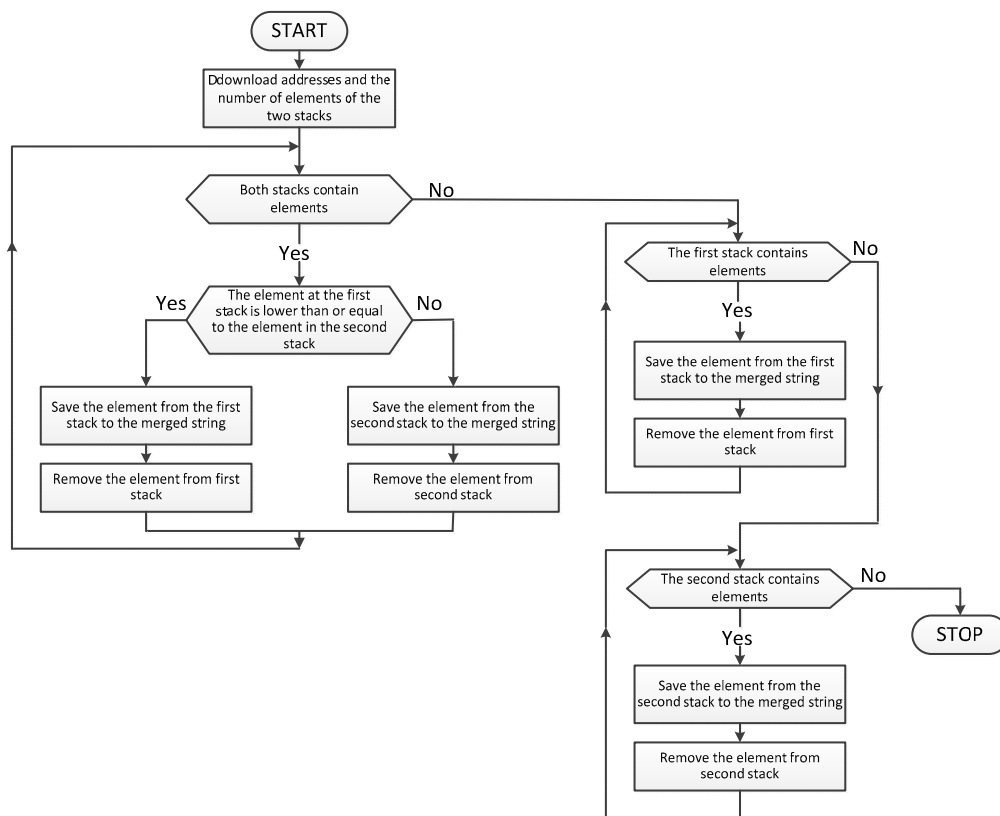 START
Ddownload addresses and the
number of elements of the
two stacks
Both stacks contain
elements
No
Yes
The element at the first
stack is lower than or equal
to the element in the second
stack
Yes
No
Save the element from the first
stack to the merged string
Remove the element from first
stack
Save the element from the
second stack to the merged string
Remove the element from
second stack
The first stack contains
elements
No
Yes
Save the element from the first
stack to the merged string
Remove the element from first
stack
The second stack contains
elements
No
STOP
Yes
Save the element from the
second stack to the merged string
Remove the element from
second stack